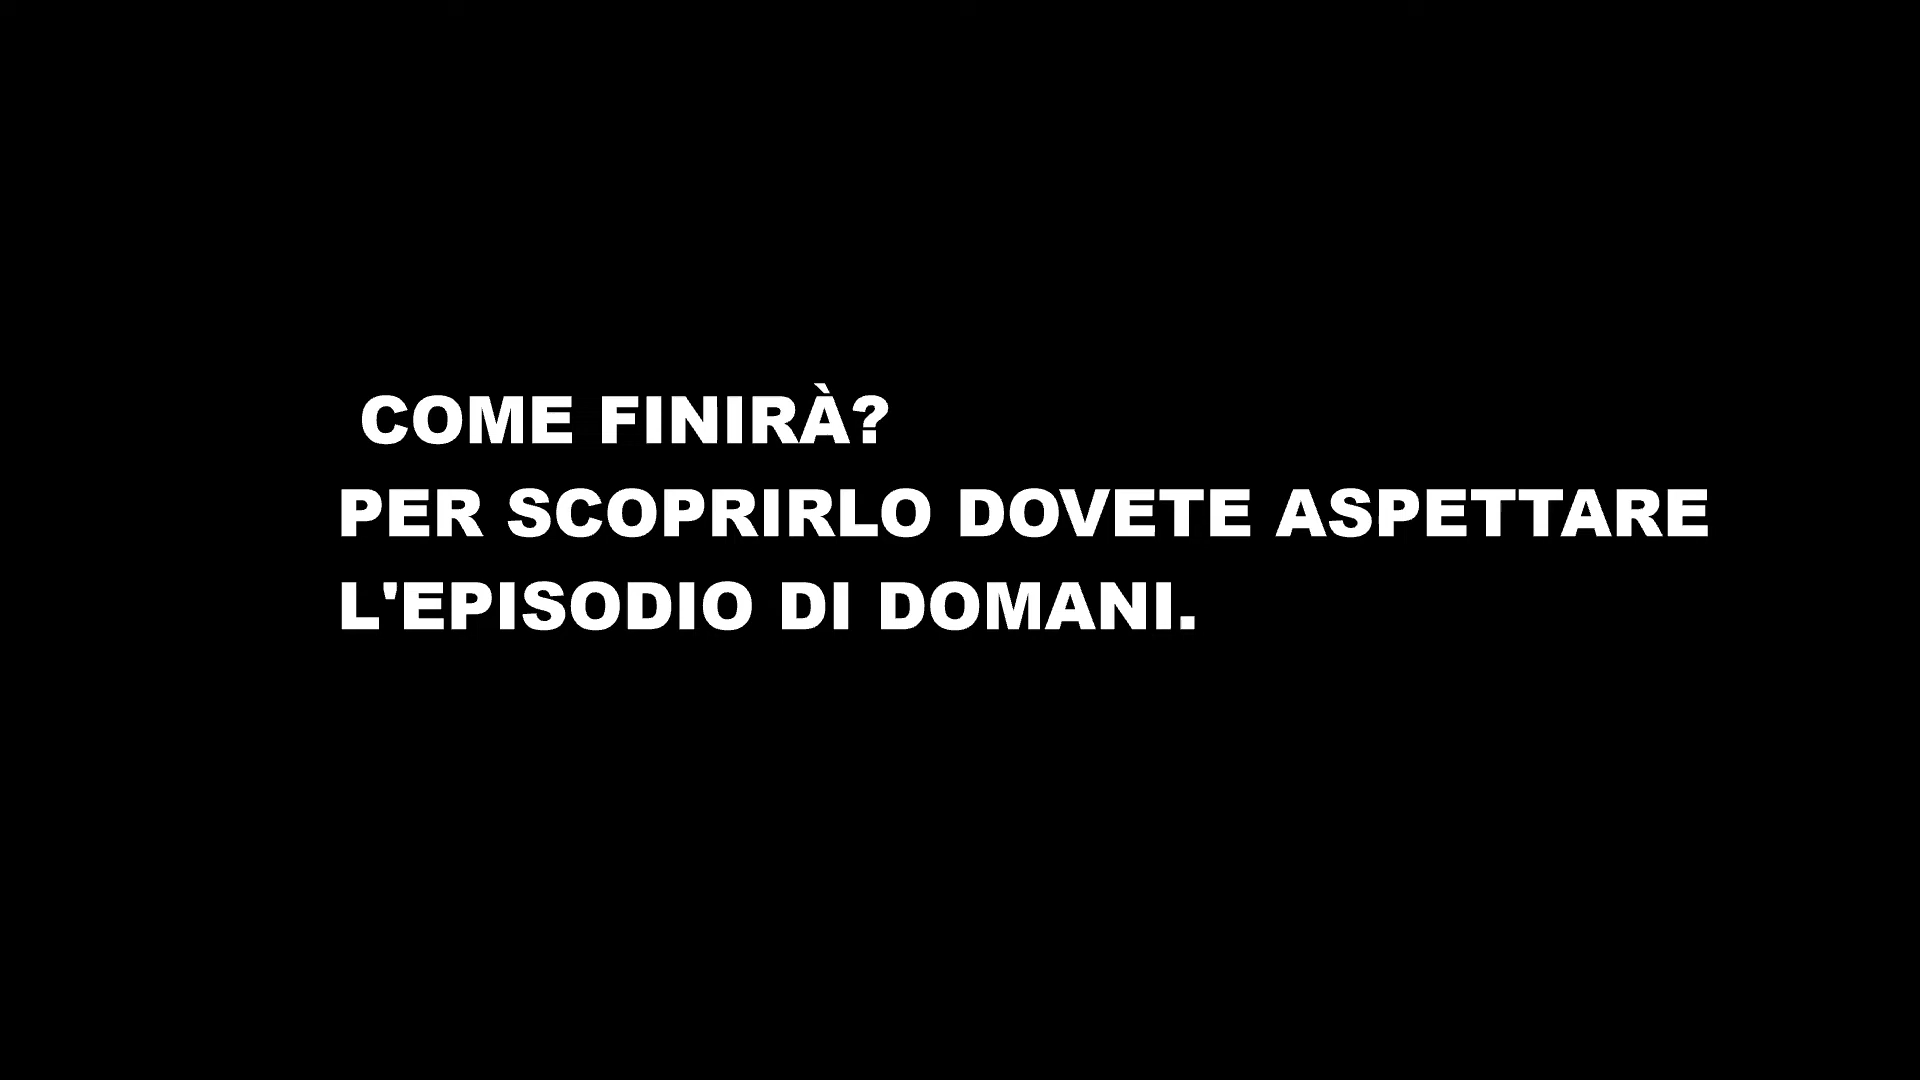 COME FINIRÀ?
PER SCOPRIRLO DOVETE ASPETTARE
L'EPISODIO DI DOMANI.